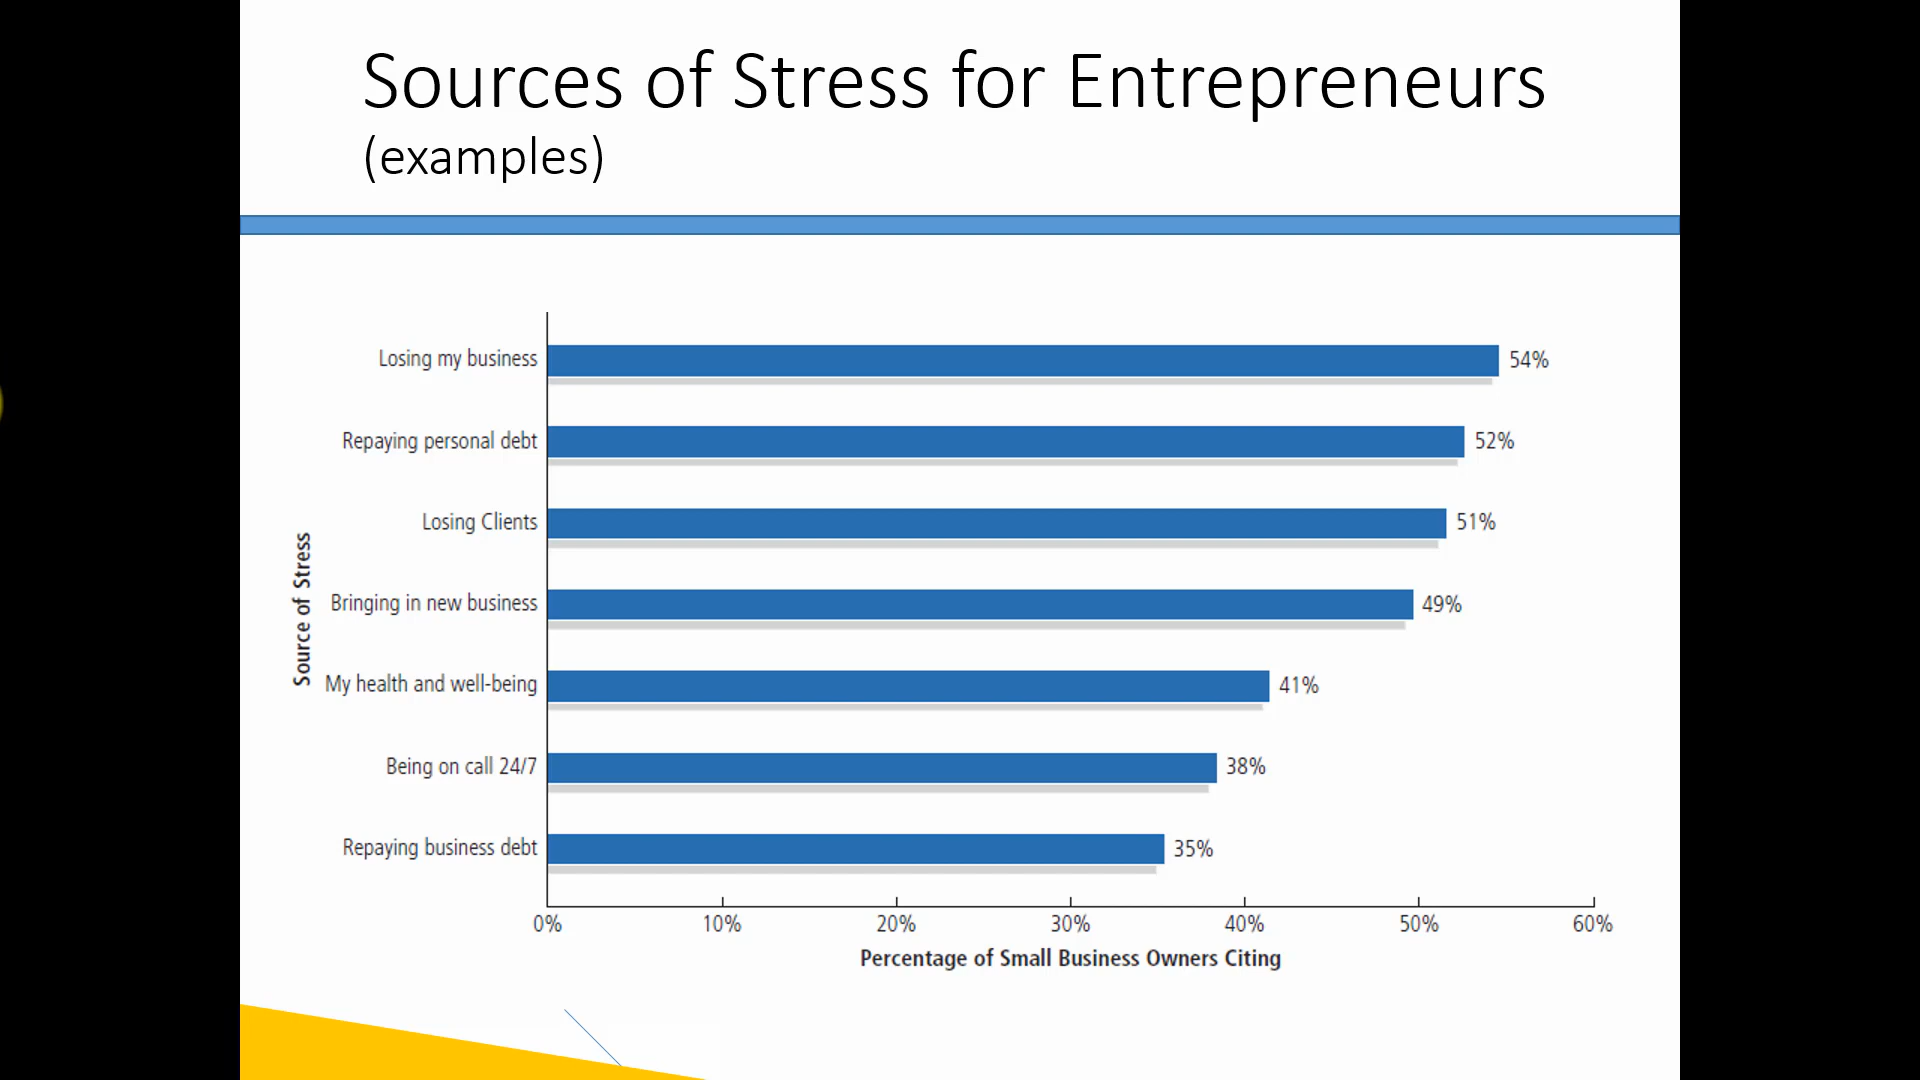 Sources of Stress for Entrepreneurs
(examples)
Source of Stress
Losing my business 54%
Repaying personal debt 52%
Losing Clients 51%
Bringing in new business 49%
My health and well-being 41%
Being on call 24/7 38%
Repaying business debt 35%
0% 10% 20% 30% 40% 50% 60%
Percentage of Small Business Owners Citing